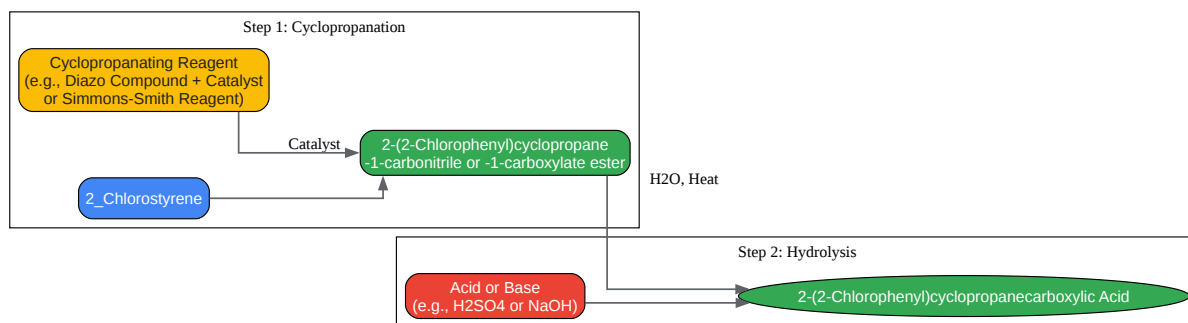 Step 1: Cyclopropanation
Cyclopropanating Reagent
(e.g., Diazo Compound + Catalyst
or Simmons-Smith Reagent)
Catalyst
2-(2-Chlorophenyl)cyclopropane
-1-carbonitrile or -1-carboxylate ester
2_Chlorostyrene
H2O, Heat
Step 2: Hydrolysis
Acid or Base
(e.g., H2SO4 or NaOH)
2-(2-Chlorophenyl)cyclopropanecarboxylic Acid